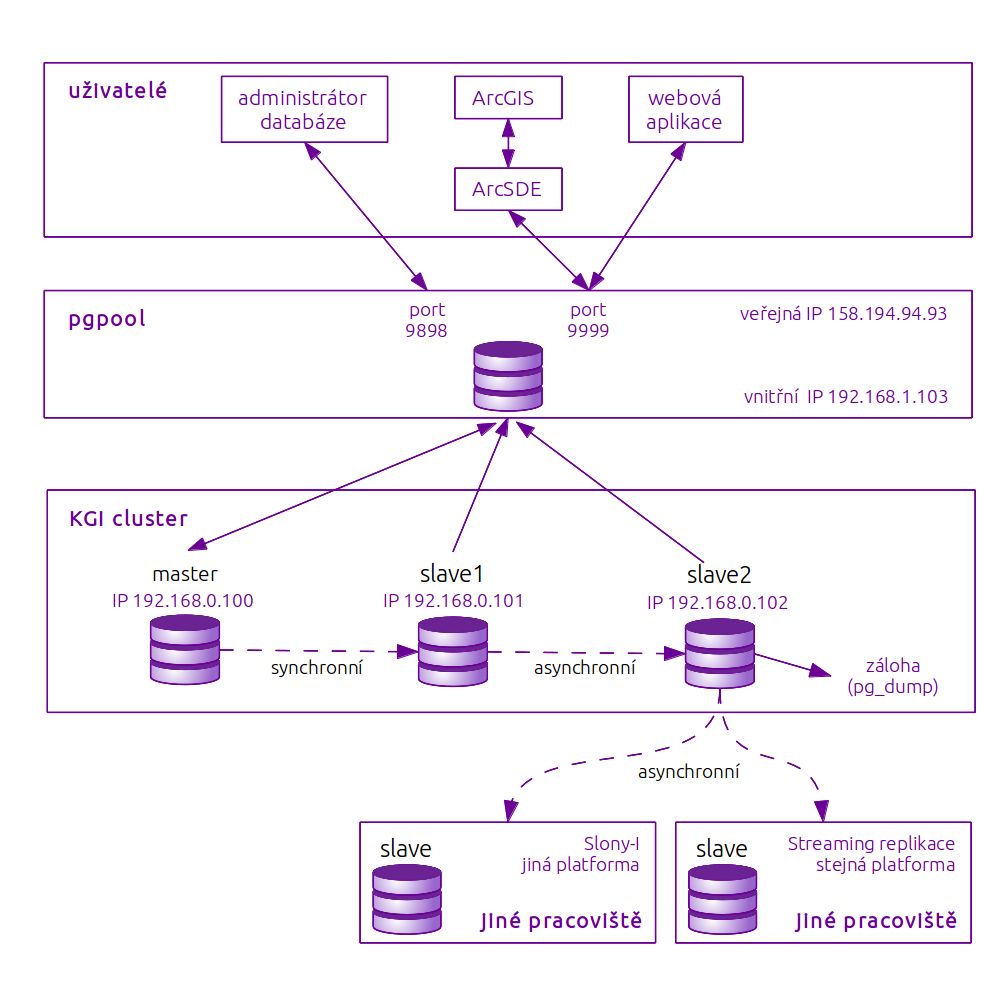 uživatelé
administrátor
databáze
ArcGIS
webová
aplikace
ArcSDE
pgpool
port
9898
port
9999
veřejná IP 158.194.94.93
vnitřní IP 192.168.1.103
KGI cluster
master
IP 192.168.0.100
slave1
IP 192.168.0.101
slave2
IP 192.168.0.102
synchronní
asynchronní
záloha
(pg_dump)
asynchronní
slave
Slony-I
jiná platforma
Jiné pracoviště
slave
Streaming replikace
stejná platforma
Jiné pracoviště